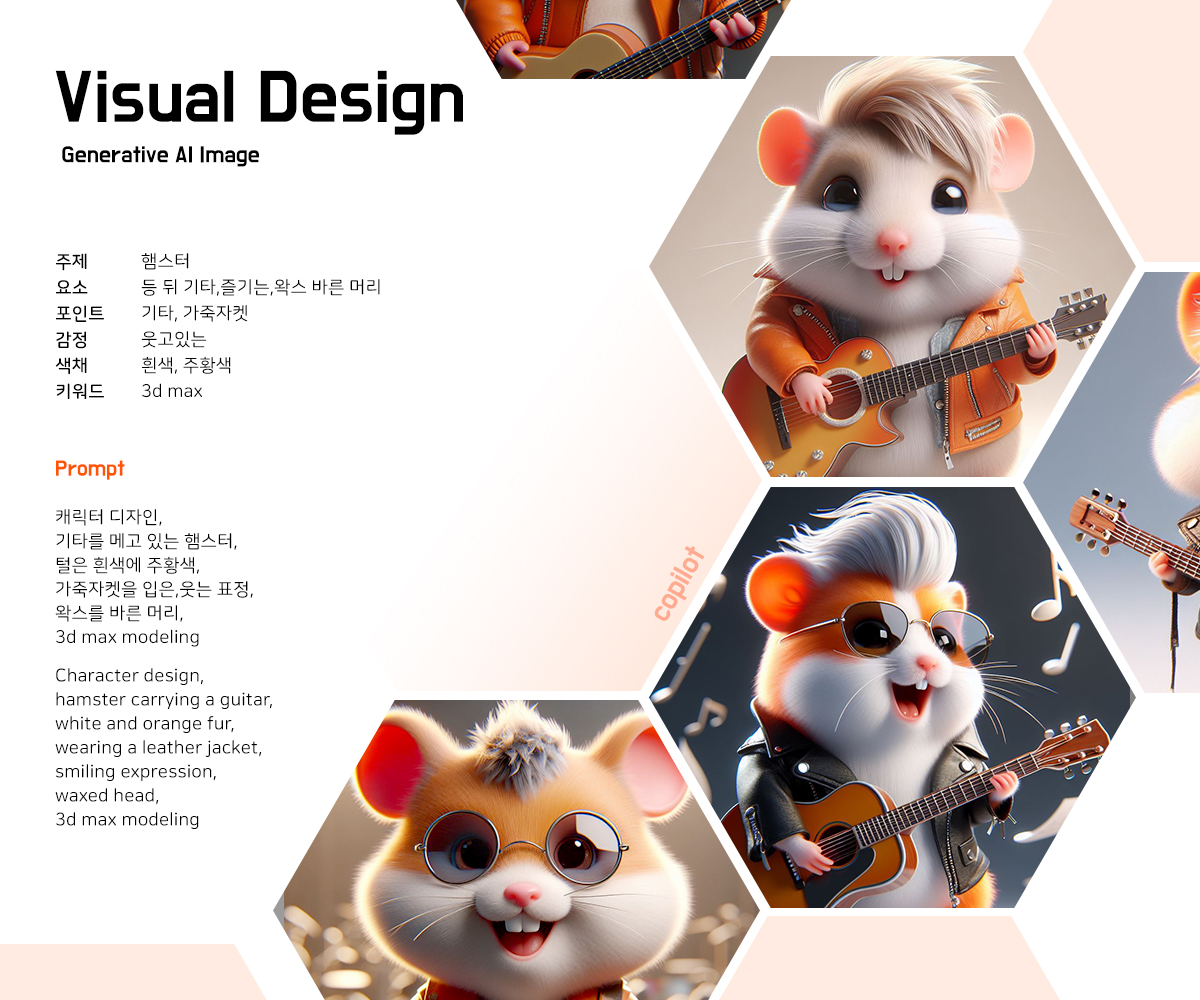 Visual Design
Generative AI Image
주제 햄스터
요소 등 뒤 기타,즐기는,왁스 바른 머리
포인트 기타, 가죽자켓
감정 웃고있는
색채 흰색, 주황색
키워드 3d max
Prompt
캐릭터 디자인,
기타를 메고 있는 햄스터,
털은 흰색에 주황색,
가죽자켓을 입은,웃는 표정,
왁스를 바른 머리,
3d max modeling
Character design,
hamster carrying a guitar,
white and orange fur,
wearing a leather jacket,
smiling expression,
waxed head,
3d max modeling
copilot